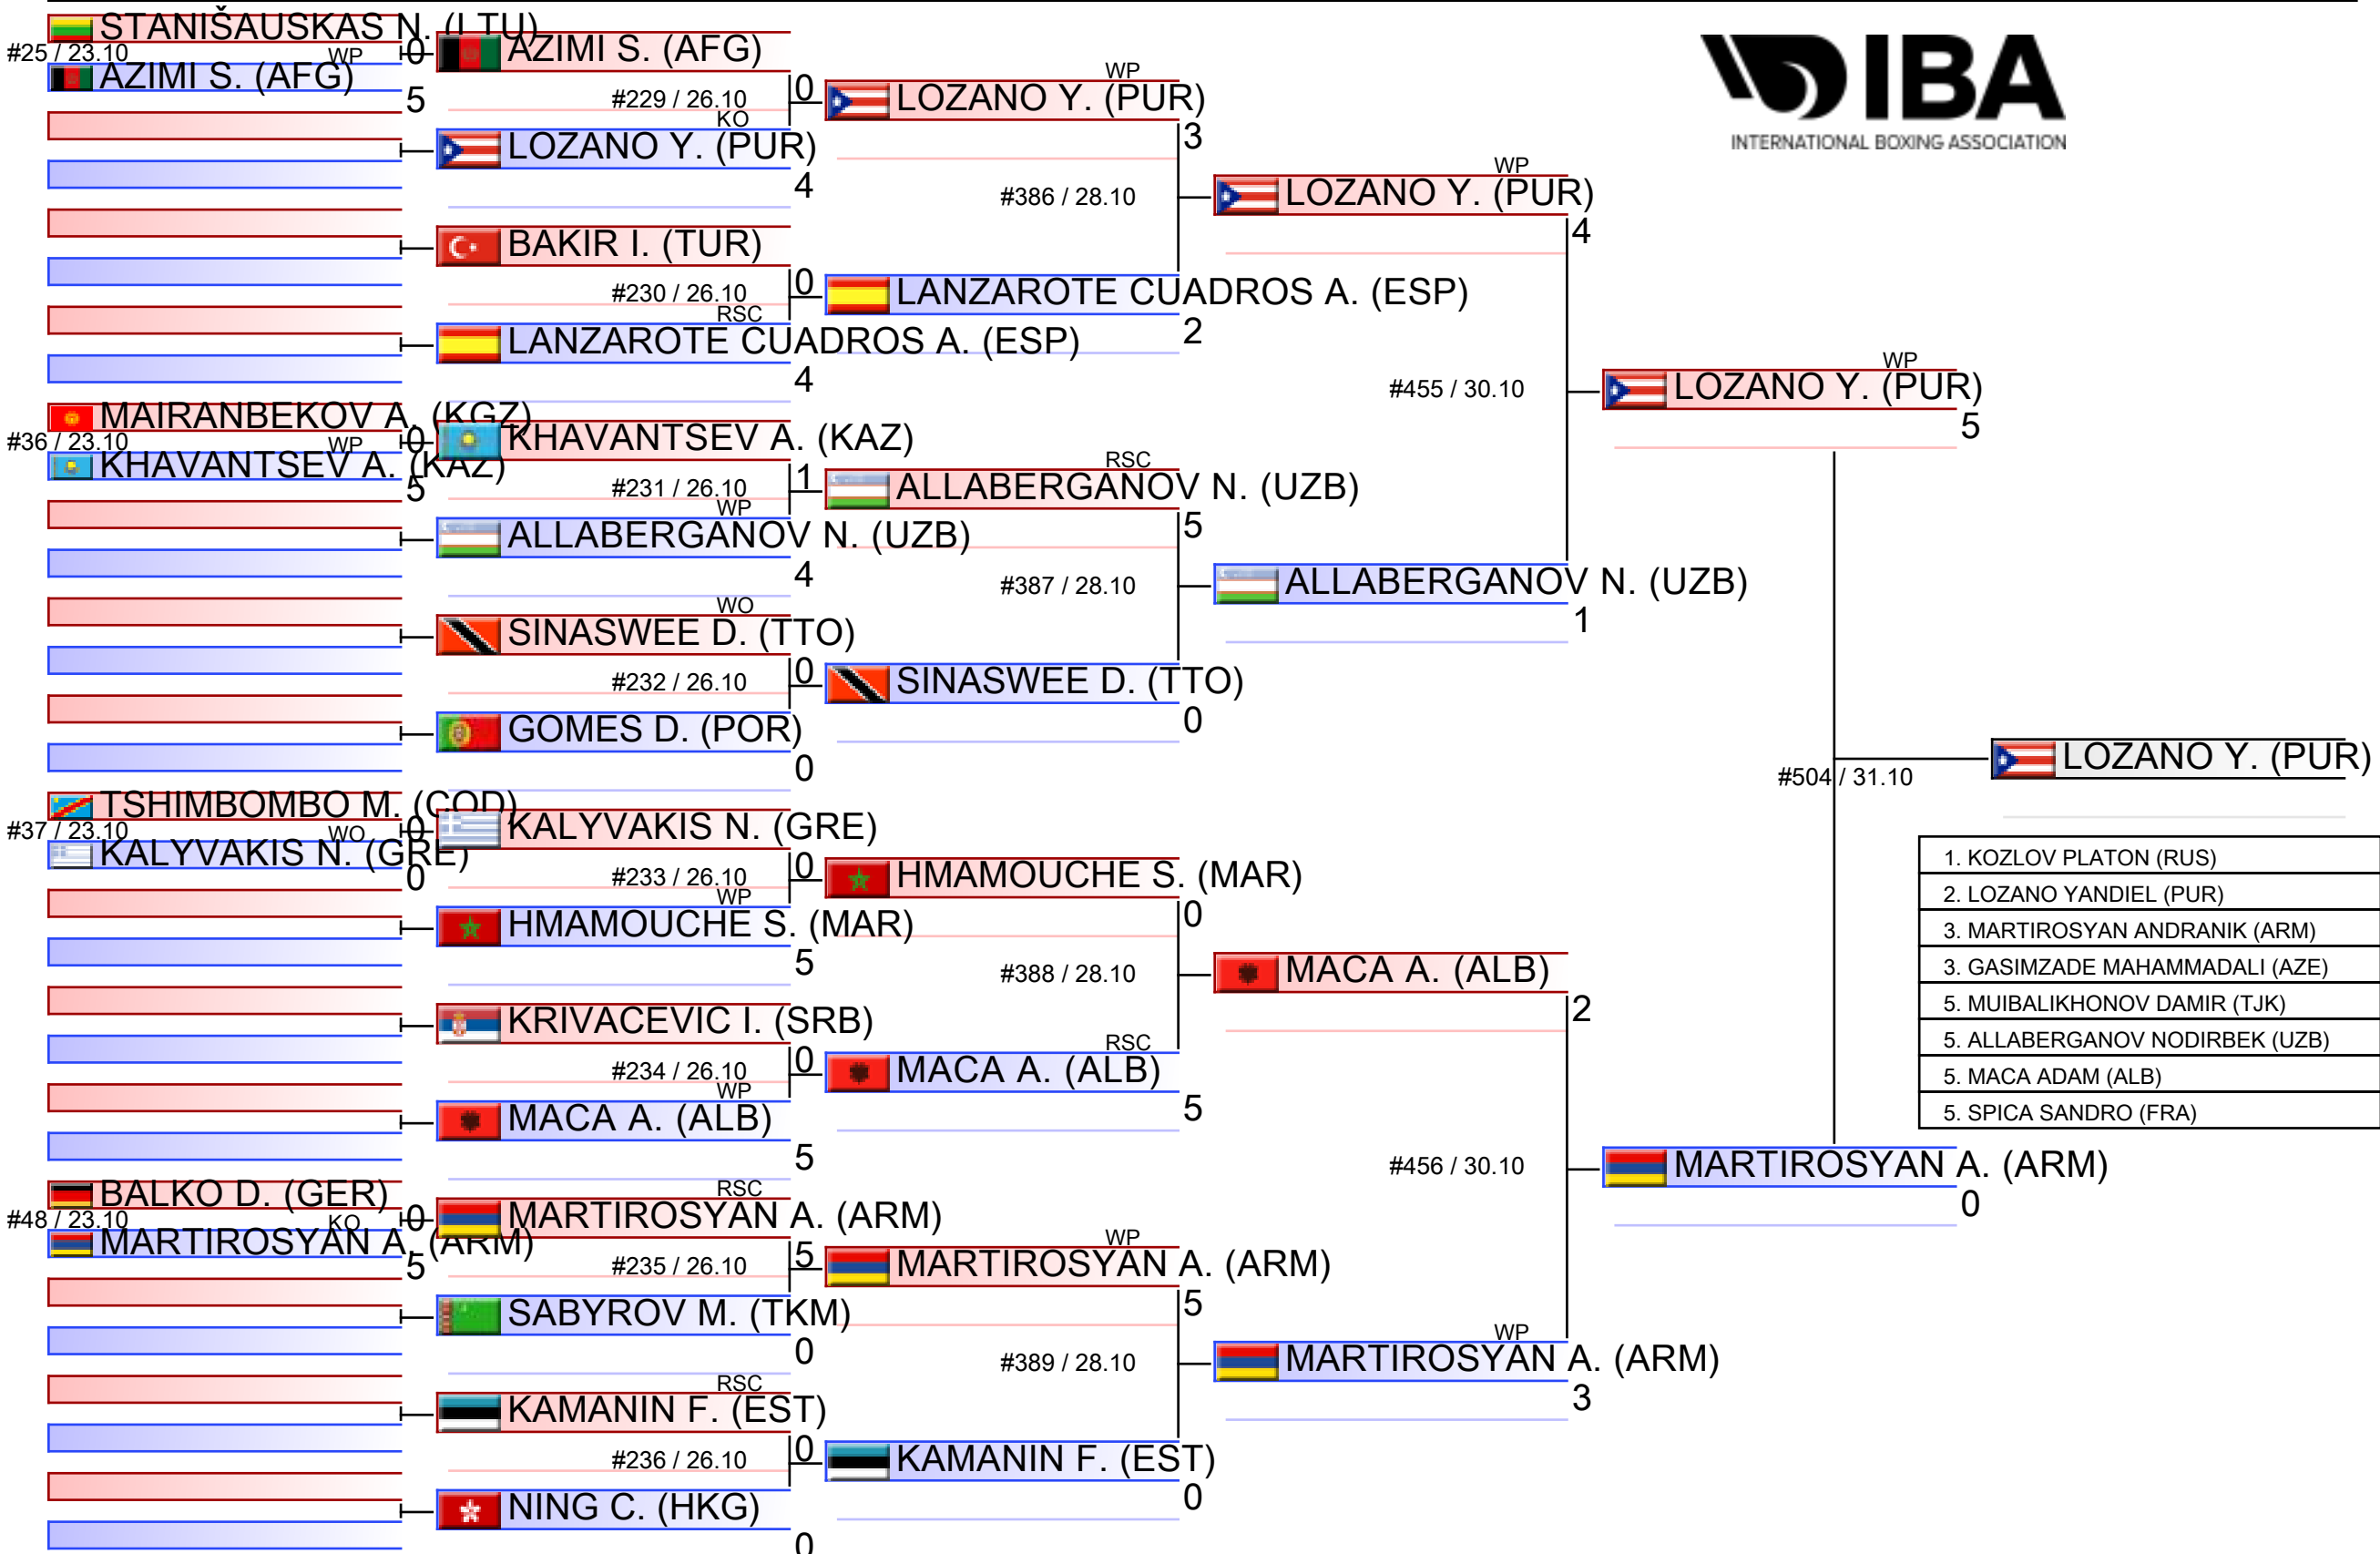 IBA
INTERNATIONAL BOXING ASSOCIATION
STANIŠAUSKAS N. (LTU)
#25 / 23.10 WP 0
AZIMI S. (AFG)
5
MAIRANBEKOV A. (KGZ)
#36 / 23.10 WP 0
KHAVANTSEV A. (KAZ)
5
TSHIMBOMBO M. (COD)
#37 / 23.10 WO 0
KALYVAKIS N. (GRE)
0
BALKO D. (GER)
#48 / 23.10 KO 0
MARTIROSYAN A. (ARM)
5
AZIMI S. (AFG)
0
#229 / 26.10
KO
LOZANO Y. (PUR)
4
BAKIR I. (TUR)
0
#230 / 26.10
RSC
LANZAROTE CUADROS A. (ESP)
4
KHAVANTSEV A. (KAZ)
1
#231 / 26.10
WP
ALLABERGANOV N. (UZB)
4
WO
SINASWEE D. (TTO)
0
#232 / 26.10
GOMES D. (POR)
0
KALYVAKIS N. (GRE)
0
#233 / 26.10
WP
HMAMOUCHE S. (MAR)
5
KRIVACEVIC I. (SRB)
0
#234 / 26.10
WP
MACA A. (ALB)
5
RSC
MARTIROSYAN A. (ARM)
5
#235 / 26.10
SABYROV M. (TKM)
0
RSC
KAMANIN F. (EST)
0
#236 / 26.10
NING C. (HKG)
0
WP
LOZANO Y. (PUR)
3
#386 / 28.10
LANZAROTE CUADROS A. (ESP)
2
RSC
ALLABERGANOV N. (UZB)
5
#387 / 28.10
SINASWEE D. (TTO)
0
HMAMOUCHE S. (MAR)
0
#388 / 28.10
RSC
MACA A. (ALB)
5
WP
MARTIROSYAN A. (ARM)
5
#389 / 28.10
KAMANIN F. (EST)
0
WP
LOZANO Y. (PUR)
4
#455 / 30.10
ALLABERGANOV N. (UZB)
1
MACA A. (ALB)
2
#456 / 30.10
WP
MARTIROSYAN A. (ARM)
3
WP
LOZANO Y. (PUR)
5
#504 / 31.10
MARTIROSYAN A. (ARM)
0
LOZANO Y. (PUR)
1. KOZLOV PLATON (RUS)
2. LOZANO YANDIEL (PUR)
3. MARTIROSYAN ANDRANIK (ARM)
3. GASIMZADE MAHAMMADALI (AZE)
5. MUIBALIKHONOV DAMIR (TJK)
5. ALLABERGANOV NODIRBEK (UZB)
5. MACA ADAM (ALB)
5. SPICA SANDRO (FRA)